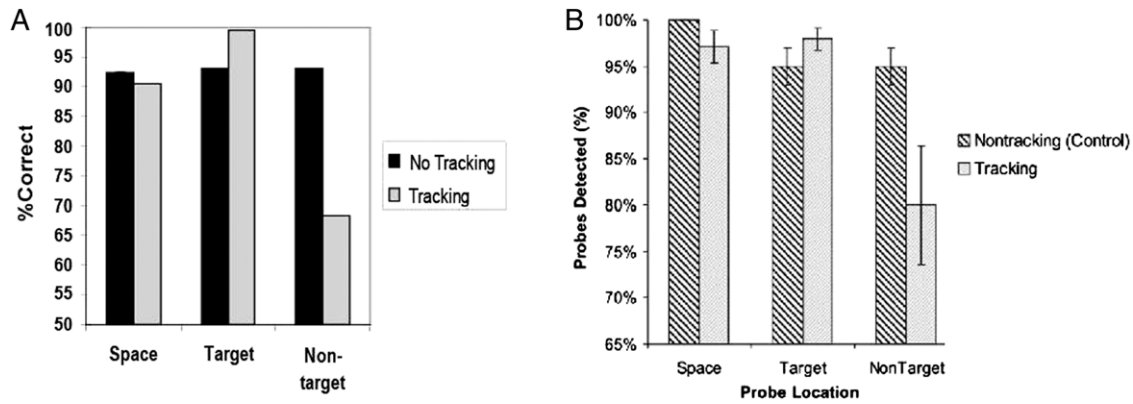 A
%Correct
100
95
90
85
80
75
70
65
60
55
50
Space
Target
Non-
target
No Tracking
Tracking
B
Probes Detected (%)
100%
95%
90%
85%
80%
75%
70%
65%
Space
Target
NonTarget
Probe Location
Nontracking (Control)
Tracking